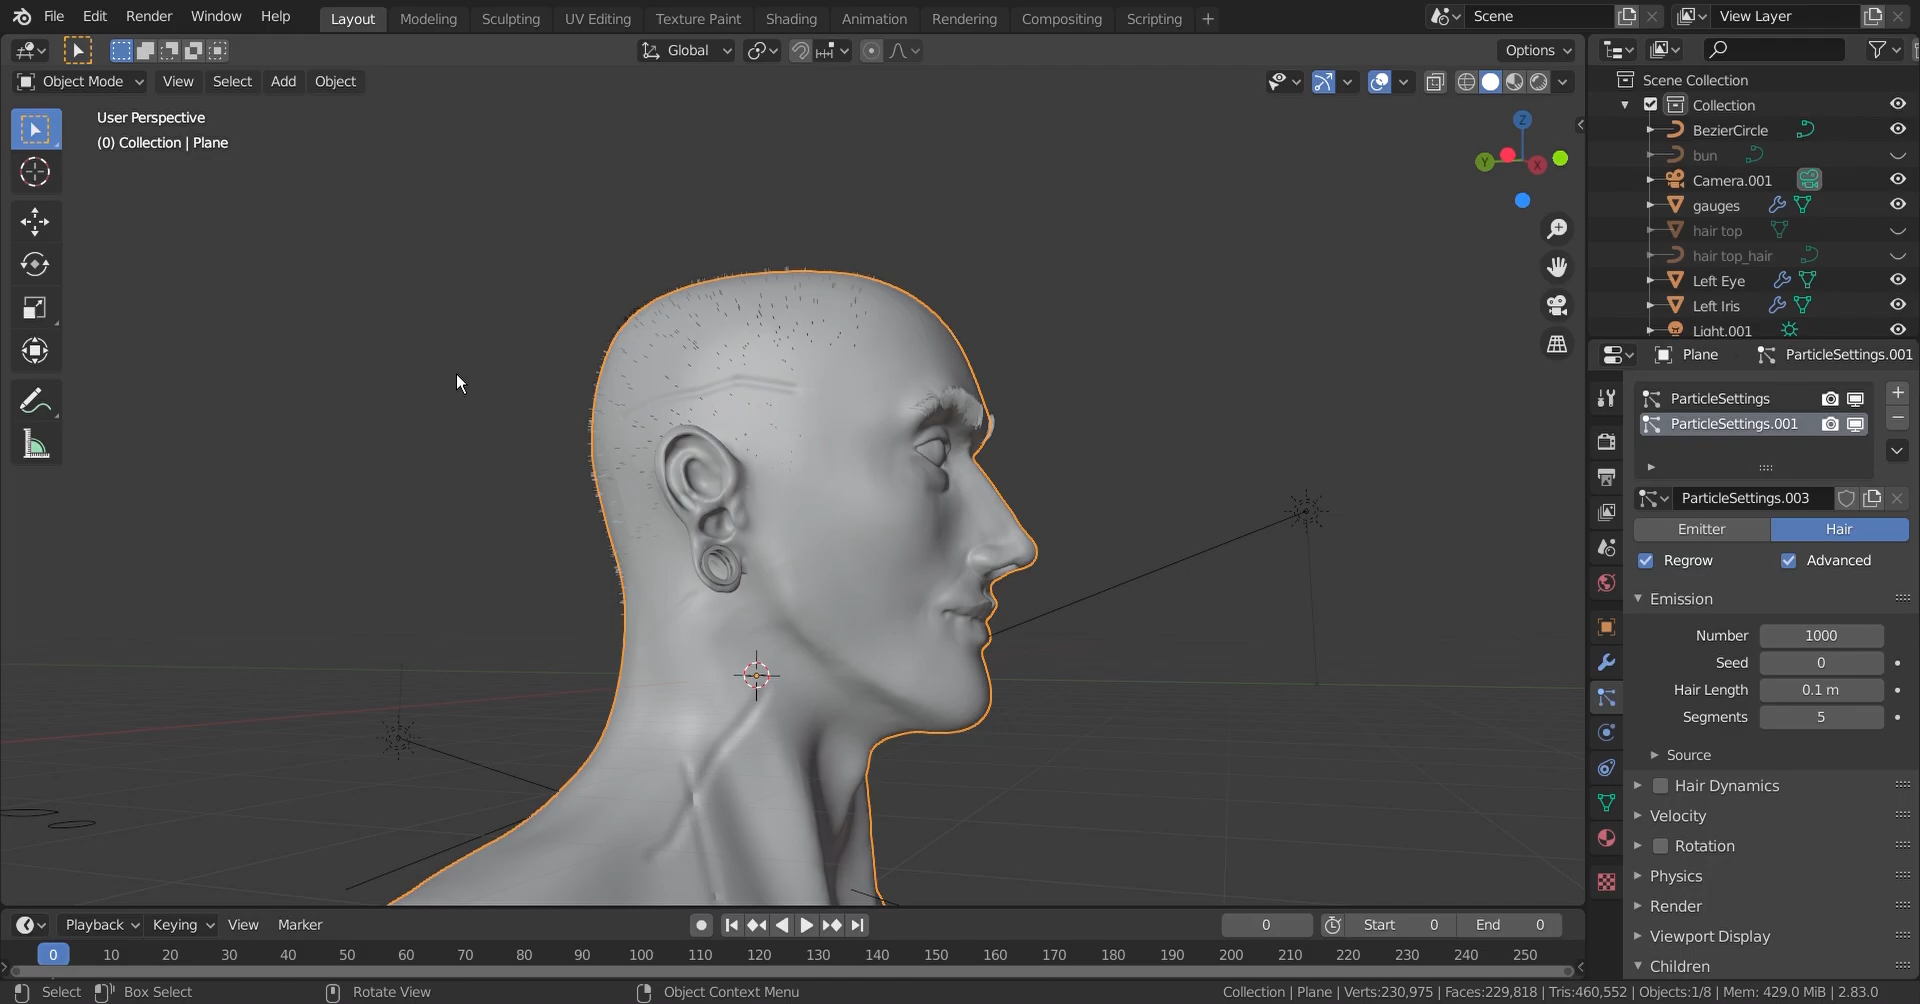 File Edit Render Window Help Layout Modeling Sculpting UV Editing Texture Paint Shading Animation Rendering Compositing Scripting + Scene View Layer
Global Options
Object Mode View Select Add Object
User Perspective
(0) Collection | Plane
Z
Y X
Scene Collection
Collection
BezierCircle
bun
Camera.001
gauges
hair top
hair top_hair
Left Eye
Left Iris
Light.001
Plane ParticleSettings.001
ParticleSettings
ParticleSettings.001
ParticleSettings.003
Emitter Hair
Regrow Advanced
Emission
Number 1000
Seed 0
Hair Length 0.1 m
Segments 5
Source
Hair Dynamics
Velocity
Rotation
Physics
Render
Viewport Display
Children
Playback Keying View Marker 0 Start 0 End 0
0 10 20 30 40 50 60 70 80 90 100 110 120 130 140 150 160 170 180 190 200 210 220 230 240 250
Select Box Select Rotate View Object Context Menu Collection | Plane | Verts:230,975 | Faces:229,818 | Tris:460,552 | Objects:1/8 | Mem: 429.0 MiB | 2.83.0